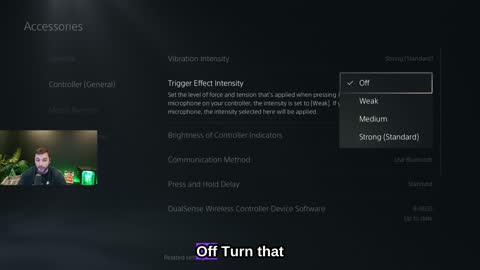 Accessories
General
Controller (General)
Vibration Intensity
Strong (Standard)
Trigger Effect Intensity
Set the level of force and tension that's applied when pressing
microphone on your controller, the intensity is set to [Weak]. If y
microphone, the intensity selected here will be applied.
Off
Weak
Medium
Strong (Standard)
Brightness of Controller Indicators
Communication Method
Use Bluetooth
Press and Hold Delay
Standard
DualSense Wireless Controller Device Software
Up to date
Related
Off Turn that